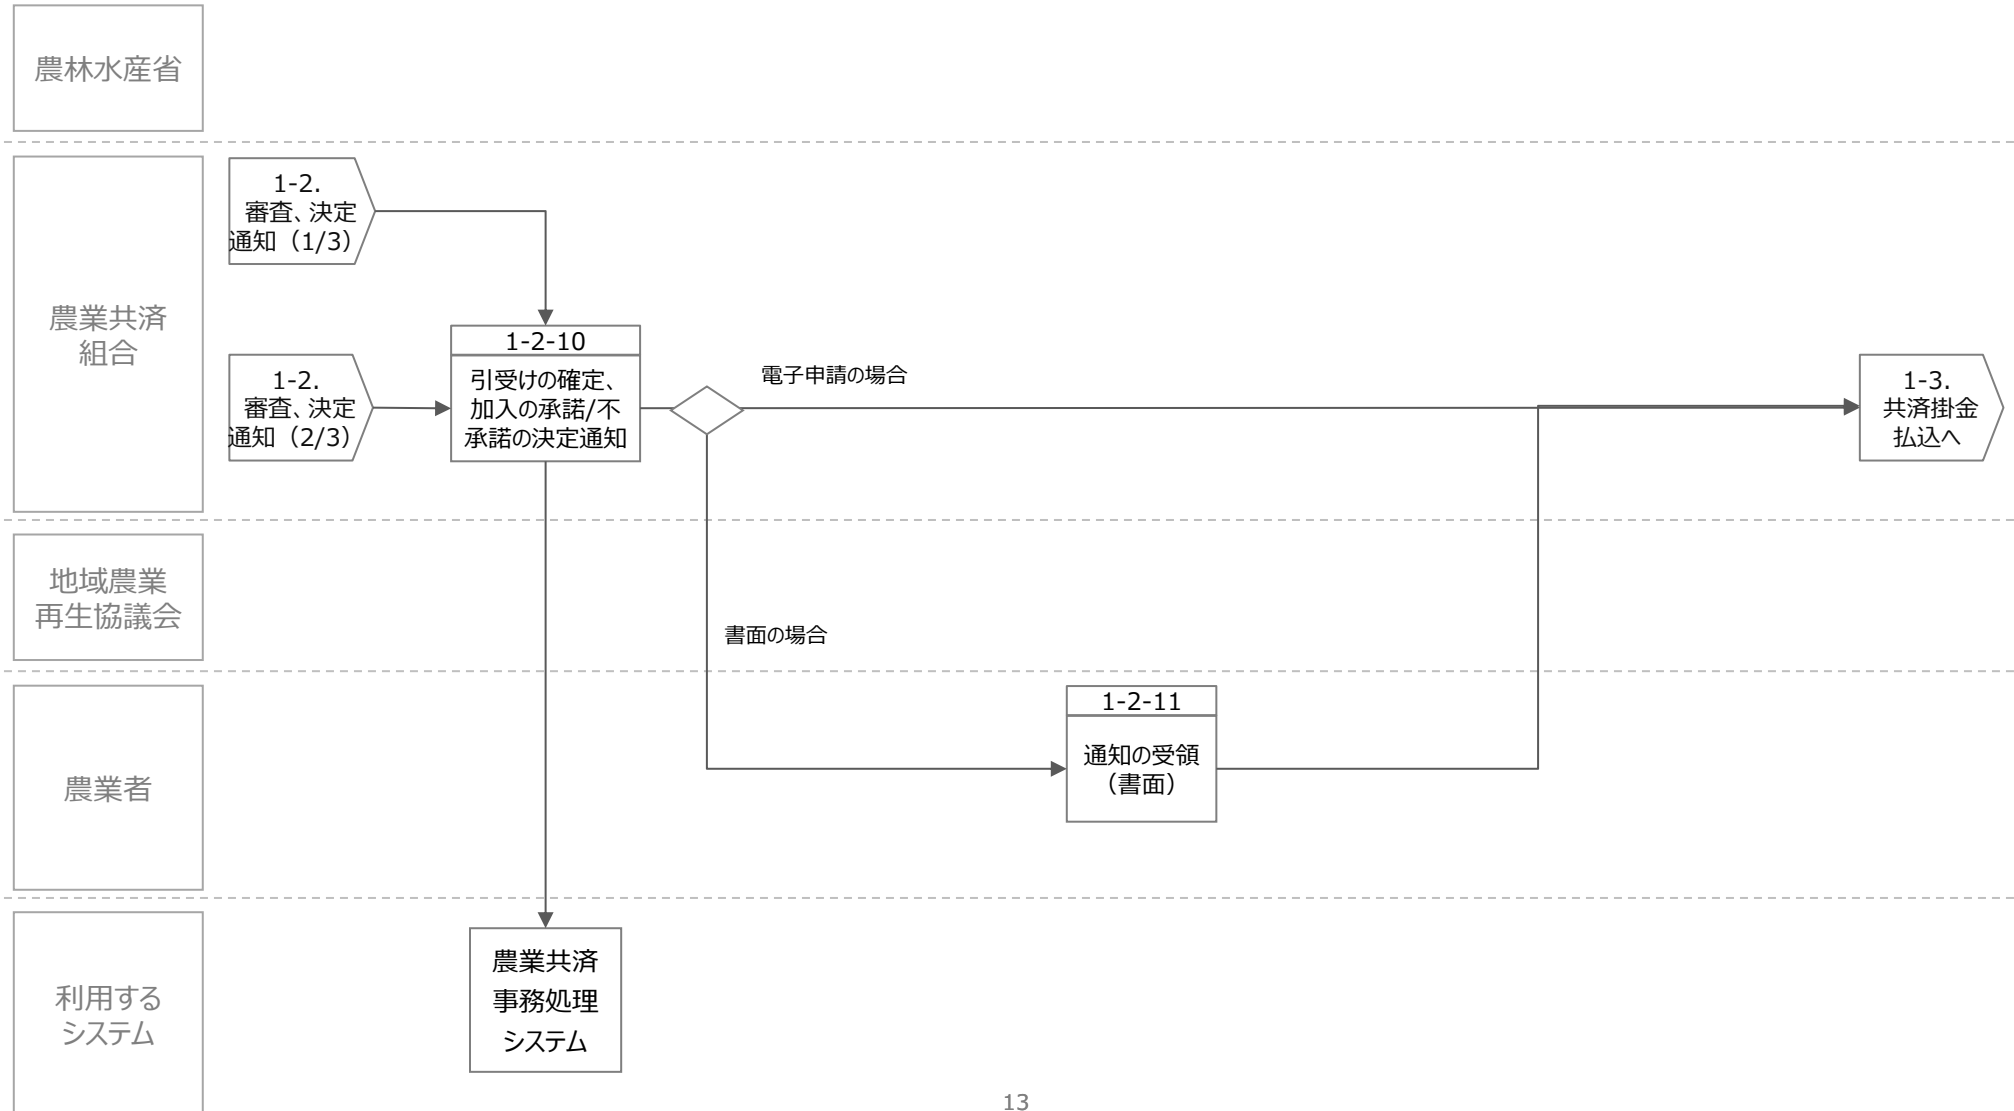 農林水産省
農業共済
組合
1-2.
審査、決定
通知（1/3）
1-2.
審査、決定
通知（2/3）
1-2-10
引受けの確定、
加入の承諾/不
承諾の決定通知
電子申請の場合
1-3.
共済掛金
払込へ
地域農業
再生協議会
書面の場合
農業者
1-2-11
通知の受領
（書面）
利用する
システム
農業共済
事務処理
システム
13